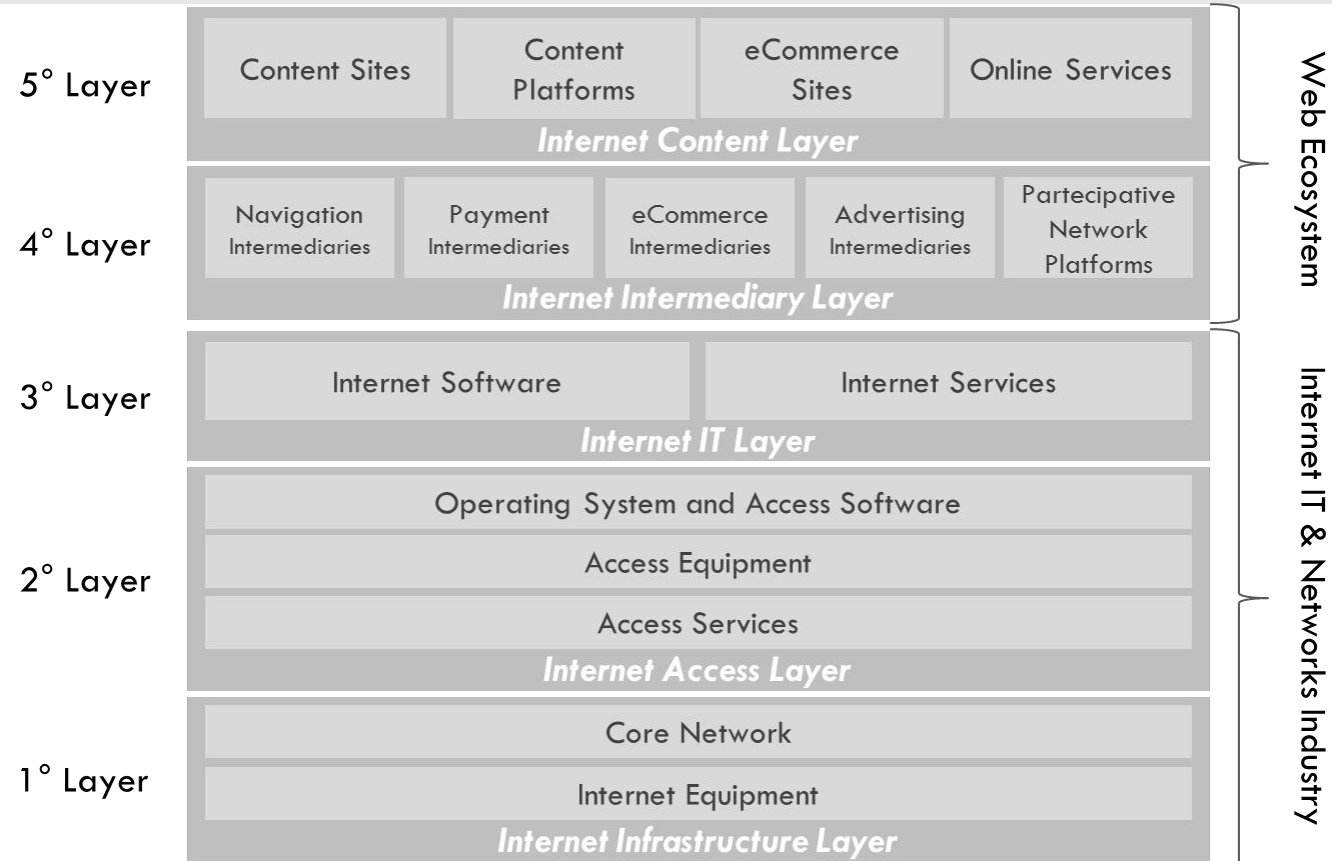 5° Layer
Content Sites
Content
Platforms
eCommerce
Sites
Online Services
Internet Content Layer
4° Layer
Navigation
Intermediaries
Payment
Intermediaries
eCommerce
Intermediaries
Advertising
Intermediaries
Partecipative
Network
Platforms
Internet Intermediary Layer
Web Ecosystem
3° Layer
Internet Software
Internet Services
Internet IT Layer
2° Layer
Operating System and Access Software
Access Equipment
Access Services
Internet Access Layer
1° Layer
Core Network
Internet Equipment
Internet Infrastructure Layer
Internet IT & Networks Industry